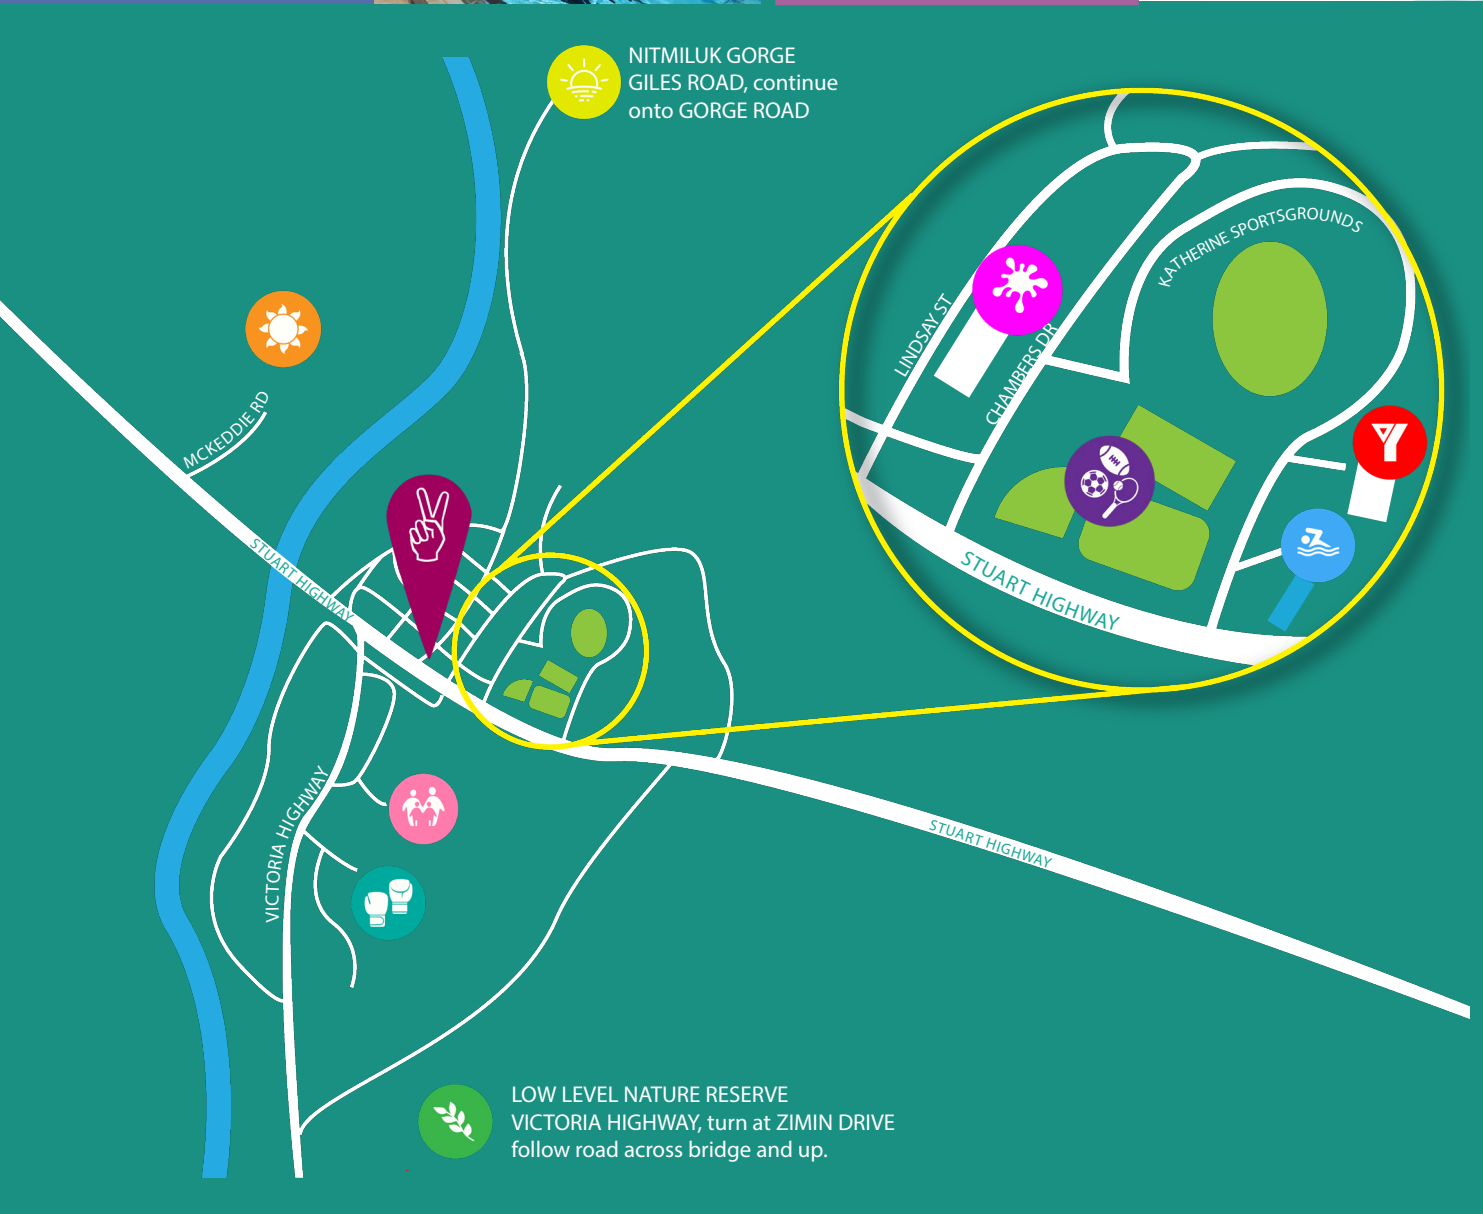 NITMILUK GORGE
GILES ROAD, continue
onto GORGE ROAD
KATHERINE SPORTSGROUNDS
LINDSAY ST
CHAMBERS DR
MCKEDDIE RD
STUART HIGHWAY
STUART HIGHWAY
VICTORIA HIGHWAY
STUART HIGHWAY
LOW LEVEL NATURE RESERVE
VICTORIA HIGHWAY, turn at ZIMIN DRIVE
follow road across bridge and up.